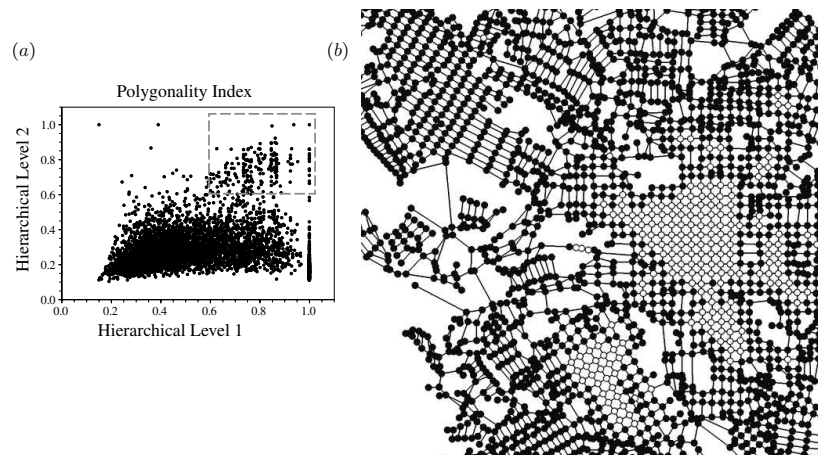 (a)
(b)
Polygonality Index
Hierarchical Level 2
1.0
0.8
0.6
0.4
0.2
0.0
0.0 0.2 0.4 0.6 0.8 1.0
Hierarchical Level 1